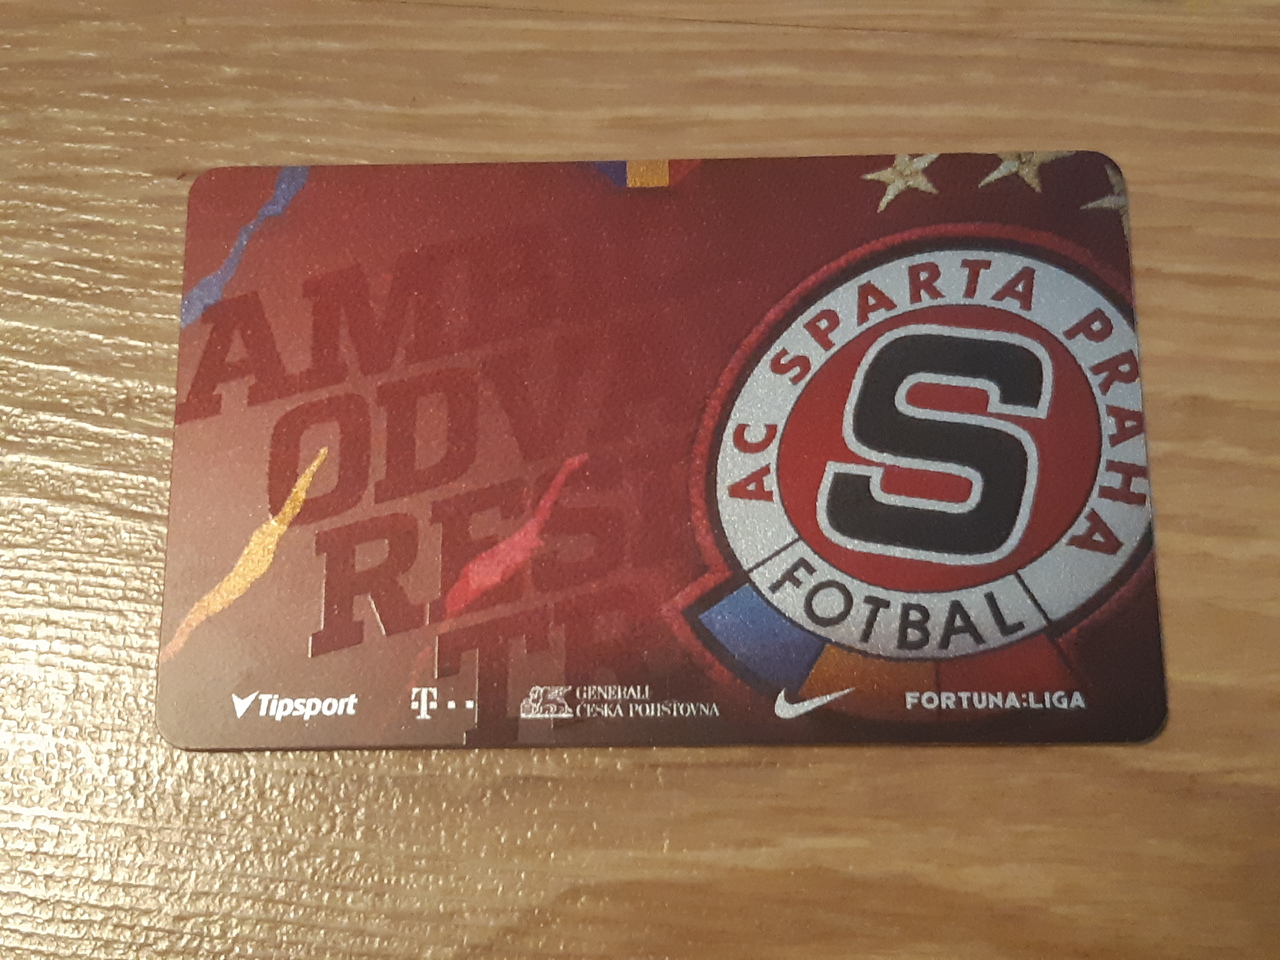 AC SPARTA PRAHA
FOTBAL
Tipsport
T
GENERALI
ČESKÁ POJIŠŤOVNA
FORTUNA:LIGA